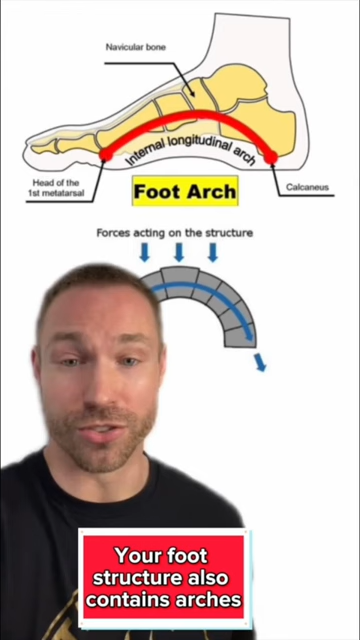 Navicular bone
Internal longitudinal arch
Head of the
1st metatarsal
Foot Arch
Calcaneus
Forces acting on the structure
Your foot
structure also
contains arches